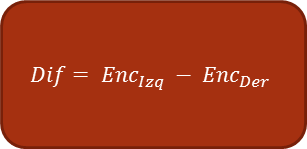 Dif = Enc_Izq − Enc_Der